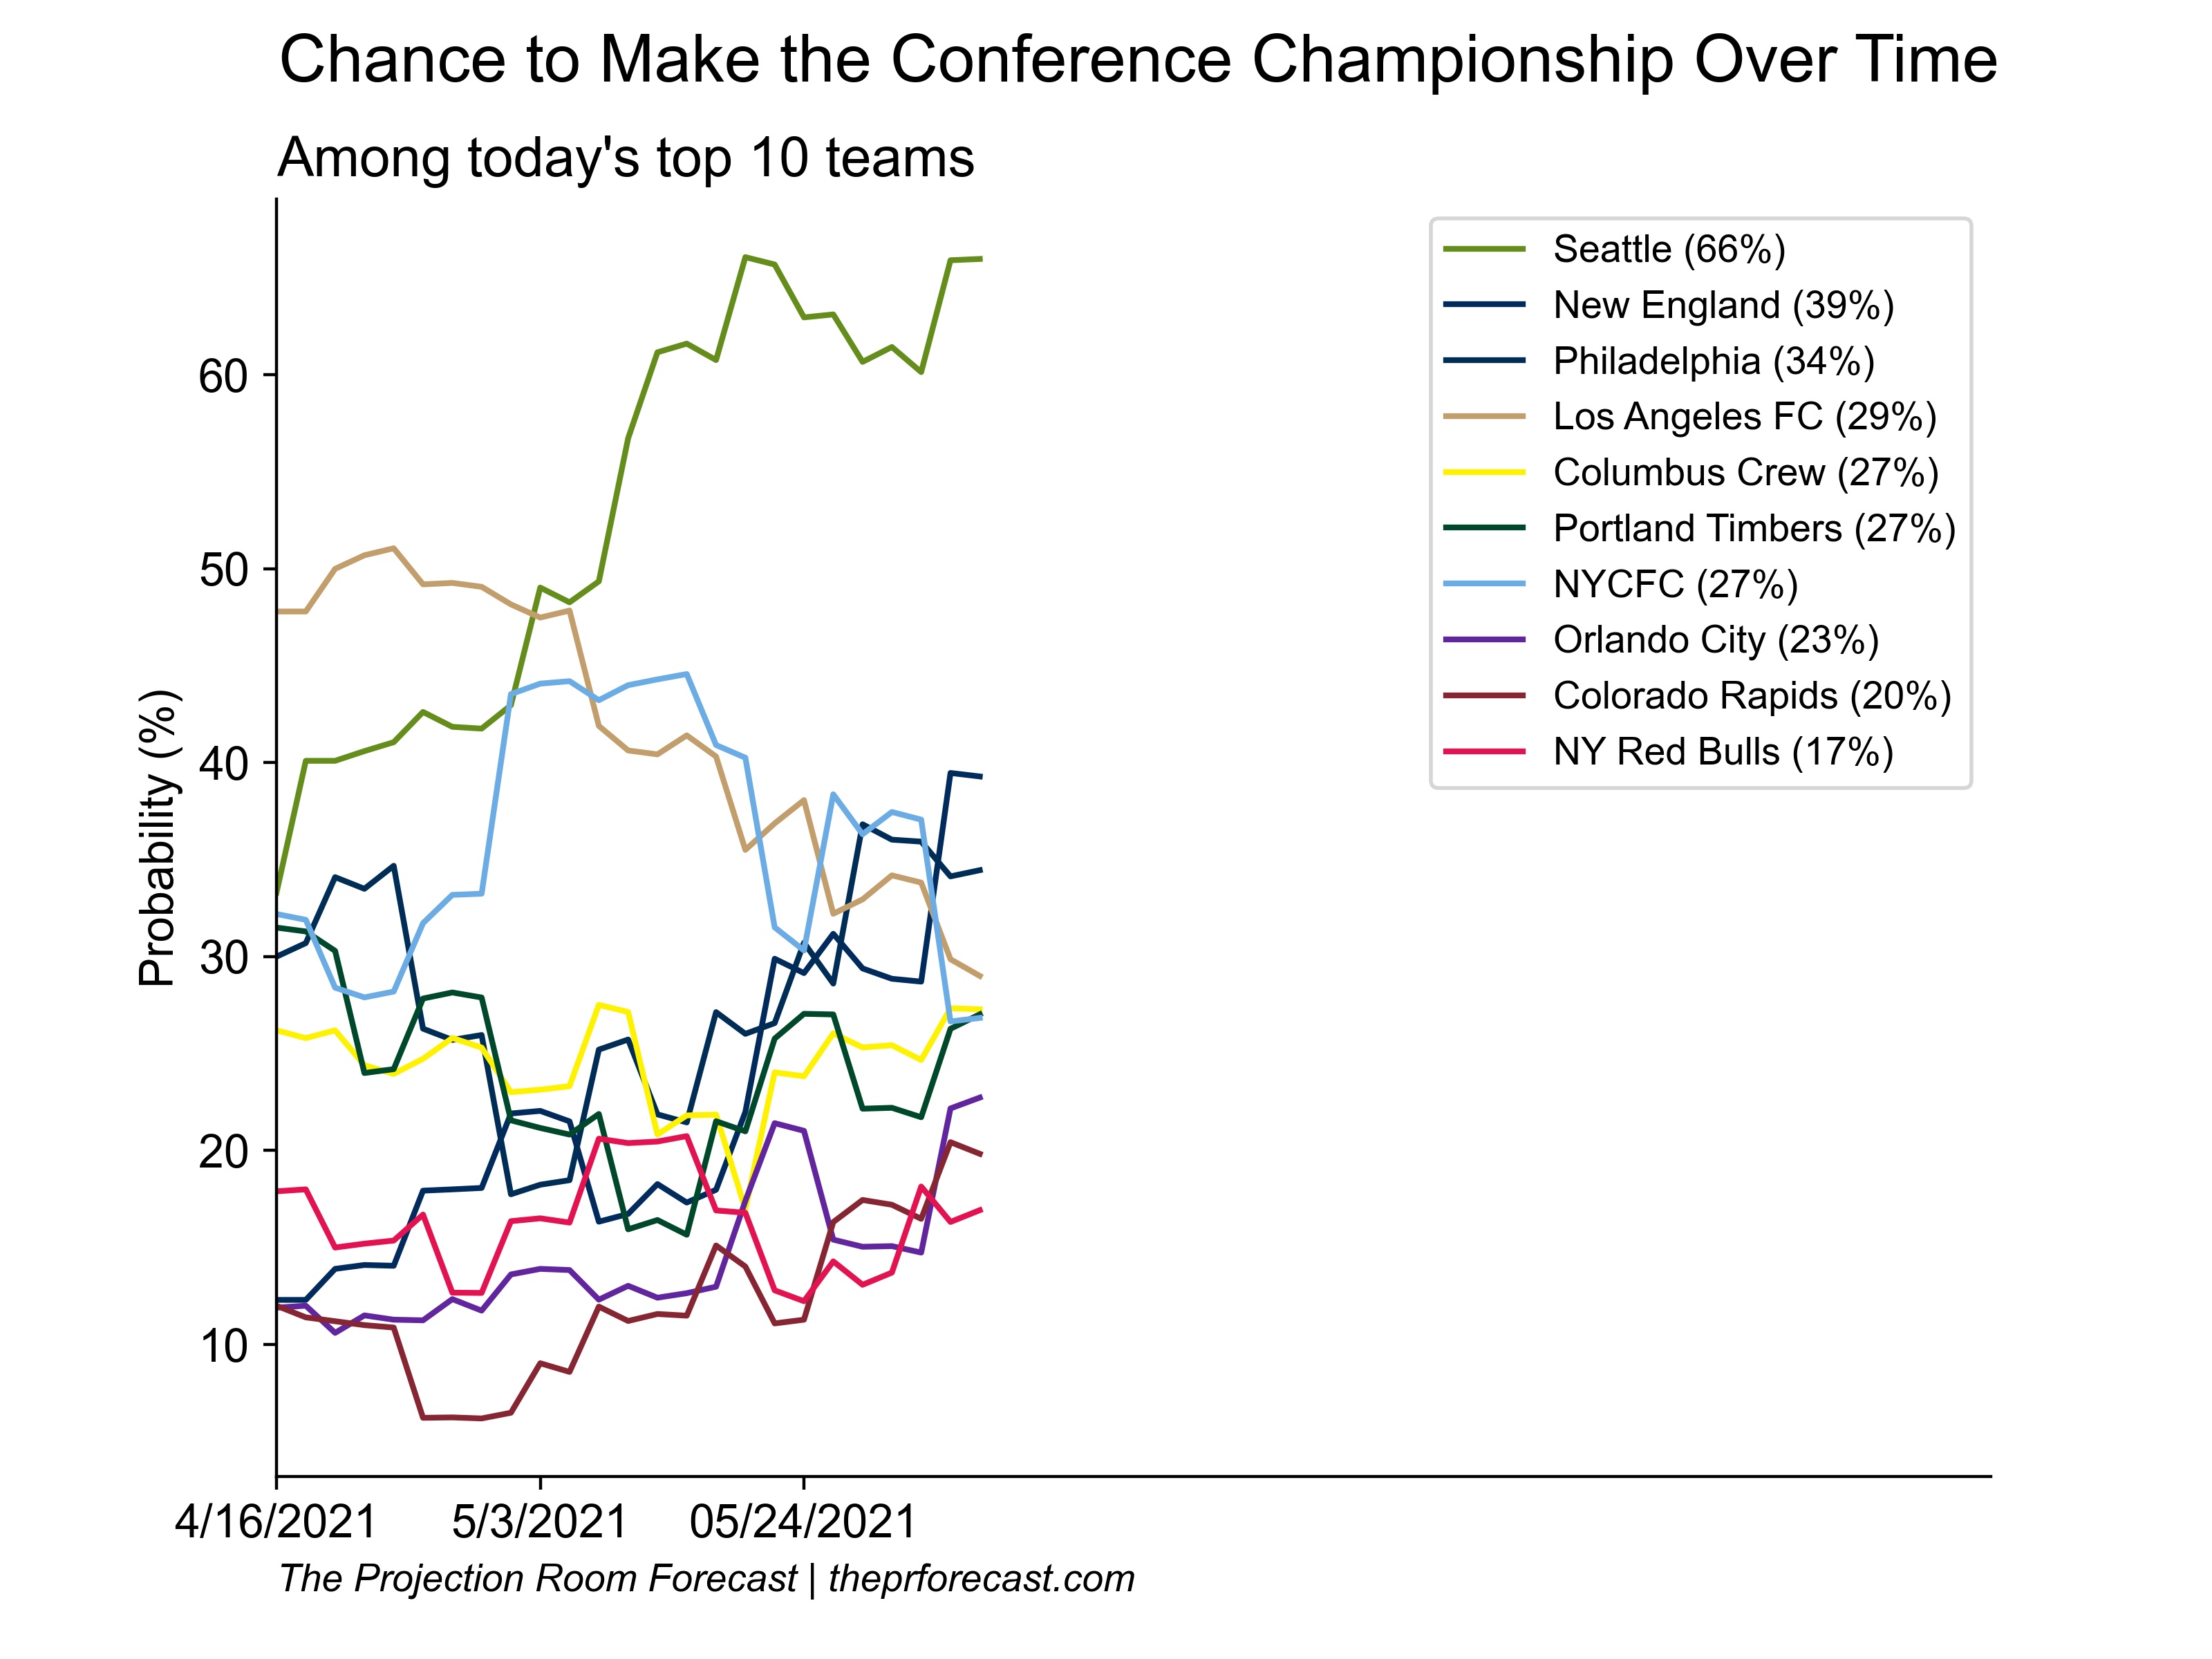 Chance to Make the Conference Championship Over Time
Among today's top 10 teams
Seattle (66%)
New England (39%)
Philadelphia (34%)
Los Angeles FC (29%)
Columbus Crew (27%)
Portland Timbers (27%)
NYCFC (27%)
Orlando City (23%)
Colorado Rapids (20%)
NY Red Bulls (17%)
Probability (%)
60
50
40
30
20
10
4/16/2021 5/3/2021 05/24/2021
The Projection Room Forecast | theprforecast.com